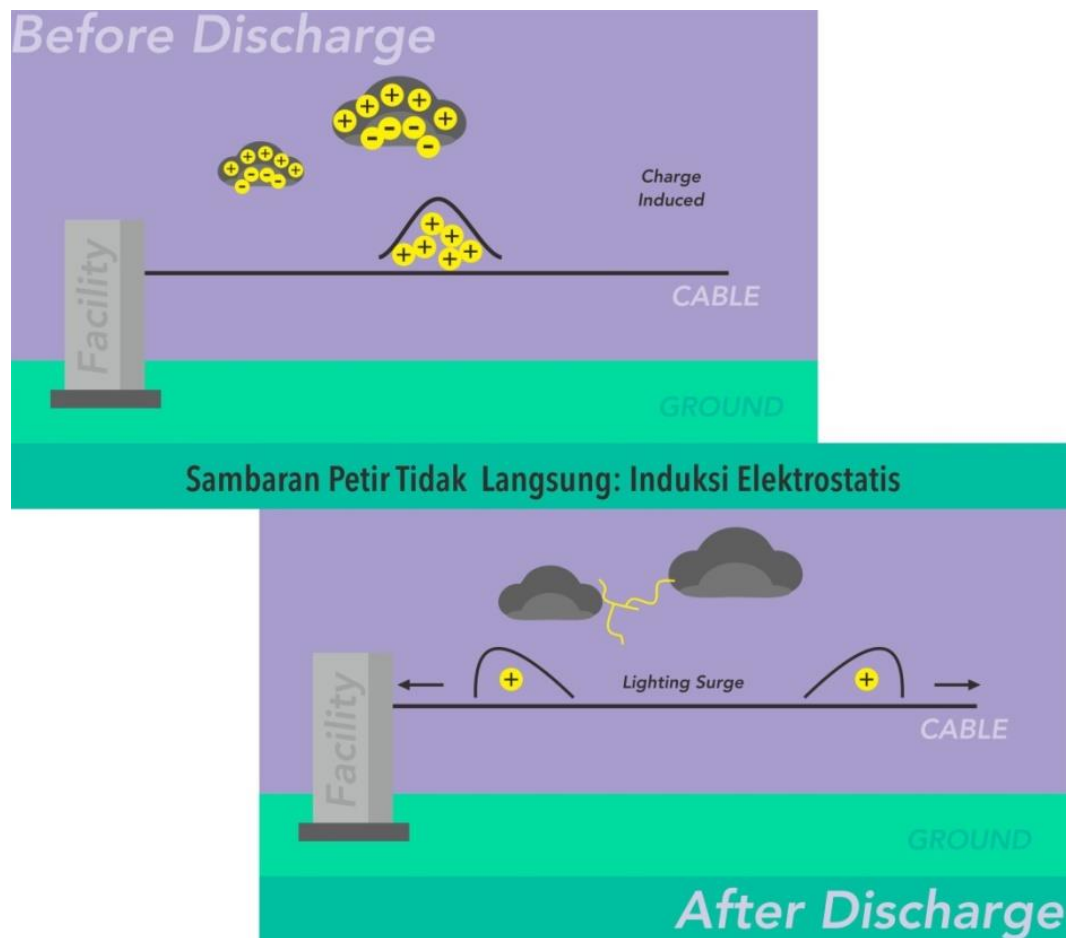 Before Discharge
Charge
Induced
Facility
CABLE
GROUND
Sambaran Petir Tidak Langsung: Induksi Elektrostatis
Lighting Surge
Facility
CABLE
GROUND
After Discharge